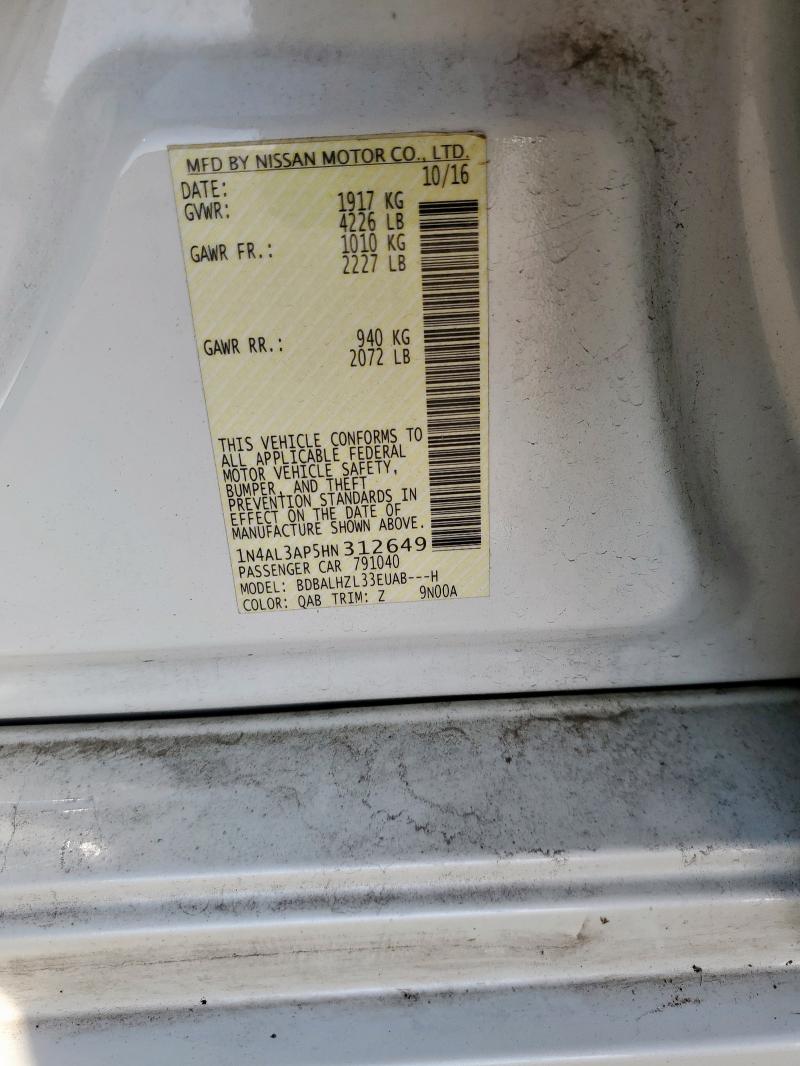 MFD BY NISSAN MOTOR CO., LTD.
DATE: 10/16
GVWR: 1917 KG
4226 LB
GAWR FR.: 1010 KG
2227 LB
GAWR RR.: 940 KG
2072 LB
THIS VEHICLE CONFORMS TO
ALL APPLICABLE FEDERAL
MOTOR VEHICLE SAFETY,
BUMPER, AND THEFT
PREVENTION STANDARDS IN
EFFECT ON THE DATE OF
MANUFACTURE SHOWN ABOVE.
1N4AL3AP5HN312649
PASSENGER CAR 791040
MODEL: BDBALHZL33EUAB---H
COLOR: QAB TRIM: Z 9N00A